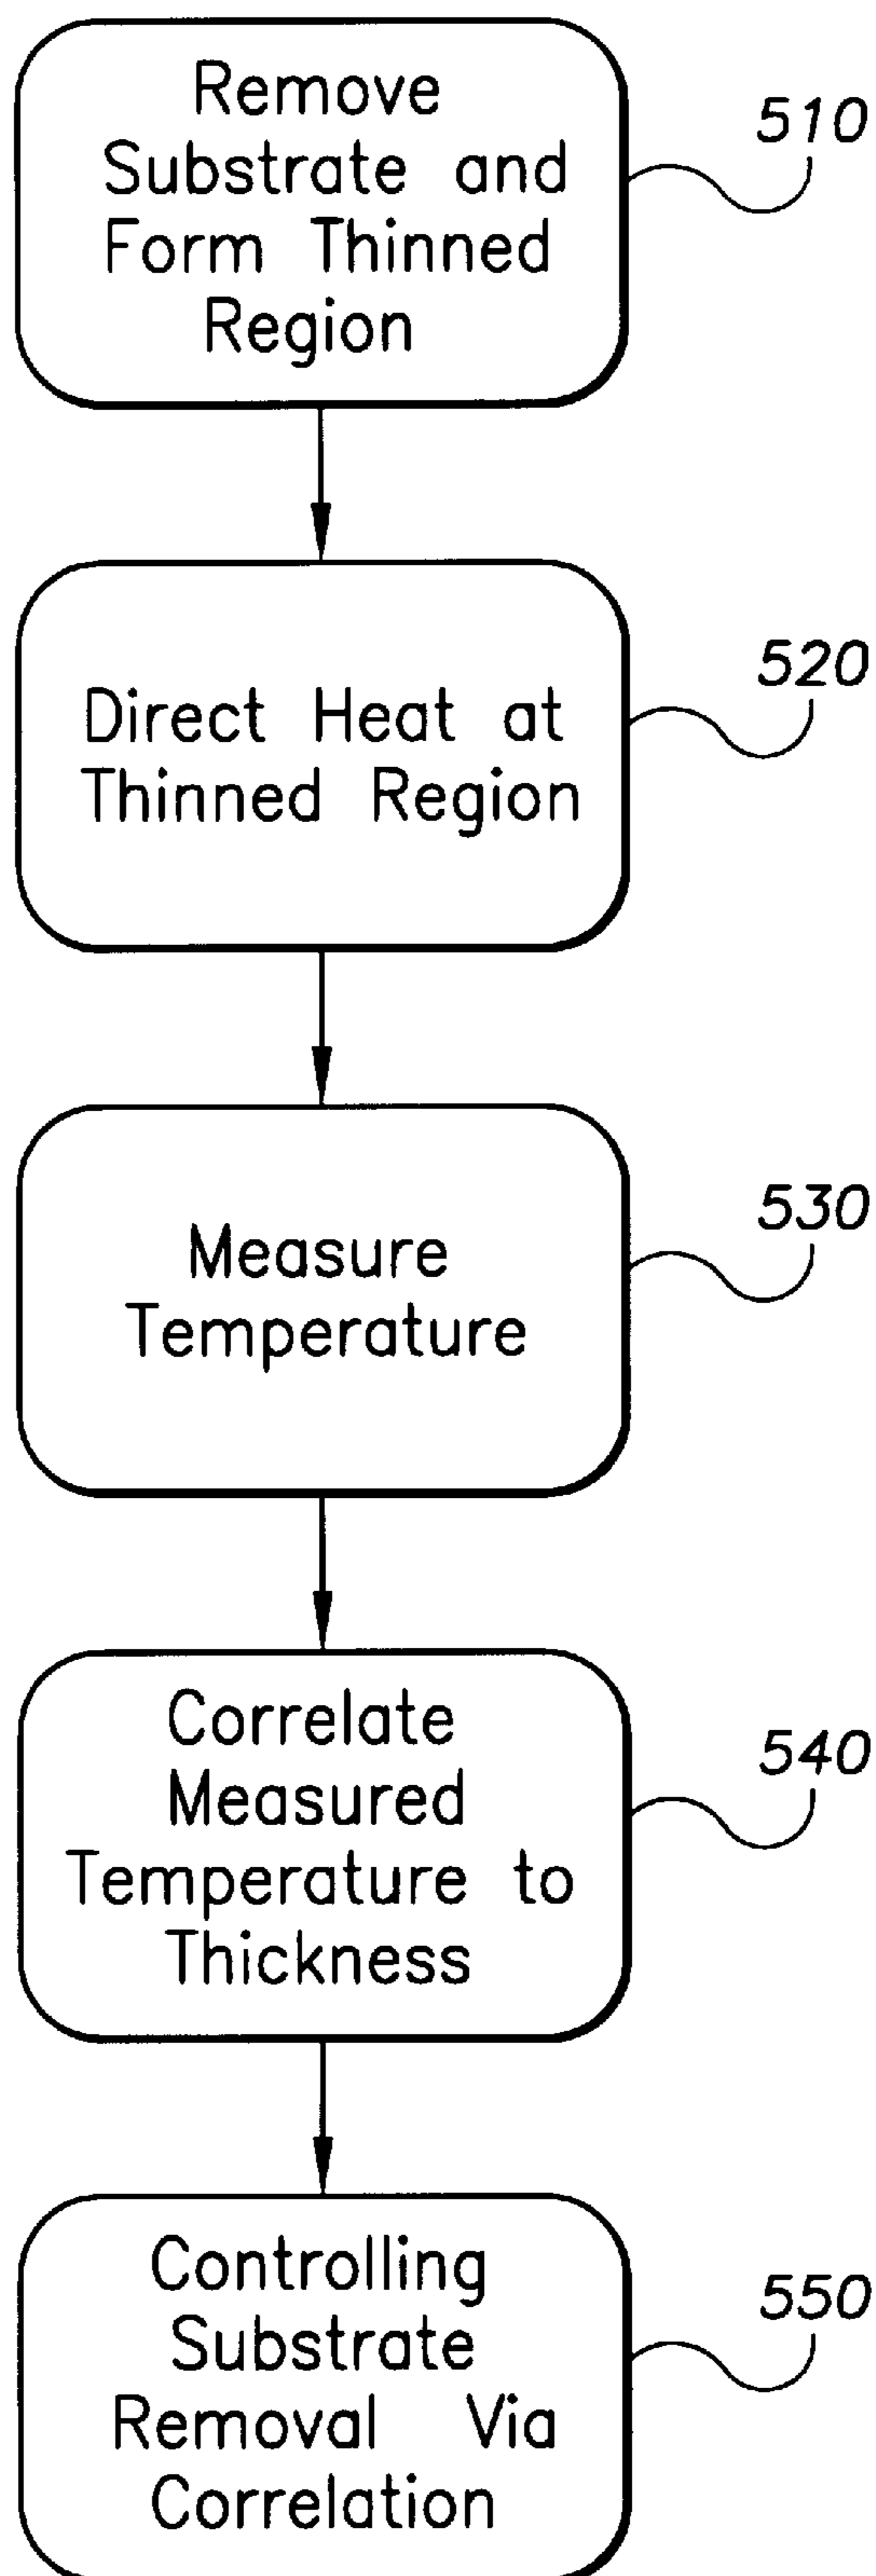 Remove
Substrate and
Form Thinned
Region
510
Direct Heat at
Thinned Region
520
Measure
Temperature
530
Correlate
Measured
Temperature to
Thickness
540
Controlling
Substrate
Removal Via
Correlation
550